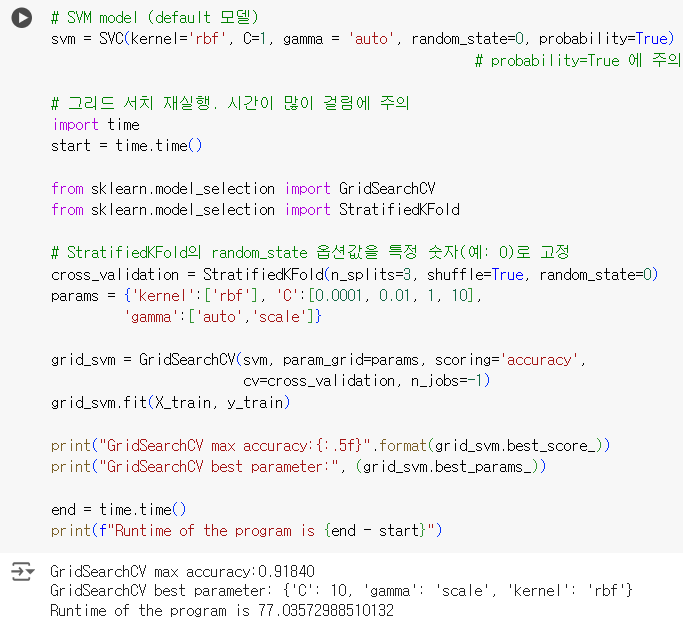 # SVM model (default 모델)
svm = SVC(kernel='rbf', C=1, gamma = 'auto', random_state=0, probability=True)
# probability=True 에 주의
# 그리드 서치 재실행. 시간이 많이 걸림에 주의
import time
start = time.time()
from sklearn.model_selection import GridSearchCV
from sklearn.model_selection import StratifiedKFold
# StratifiedKFold의 random_state 옵션값을 특정 숫자(예: 0)로 고정
cross_validation = StratifiedKFold(n_splits=3, shuffle=True, random_state=0)
params = {'kernel':['rbf'], 'C':[0.0001, 0.01, 1, 10],
'gamma':['auto','scale']}
grid_svm = GridSearchCV(svm, param_grid=params, scoring='accuracy',
cv=cross_validation, n_jobs=-1)
grid_svm.fit(X_train, y_train)
print("GridSearchCV max accuracy:{:.5f}".format(grid_svm.best_score_))
print("GridSearchCV best parameter:", (grid_svm.best_params_))
end = time.time()
print(f"Runtime of the program is {end - start}")
GridSearchCV max accuracy:0.91840
GridSearchCV best parameter: {'C': 10, 'gamma': 'scale', 'kernel': 'rbf'}
Runtime of the program is 77.03572988510132